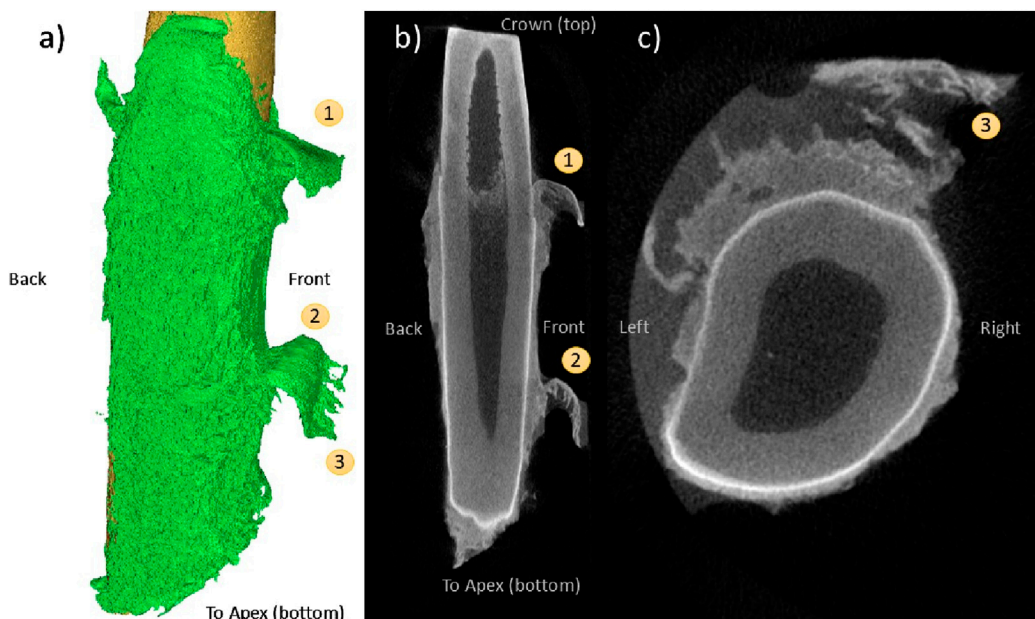 a)
1
Back
Front
2
3
To Apex (bottom)
b)
Crown (top)
1
Back
Front
2
To Apex (bottom)
c)
3
Left
Right